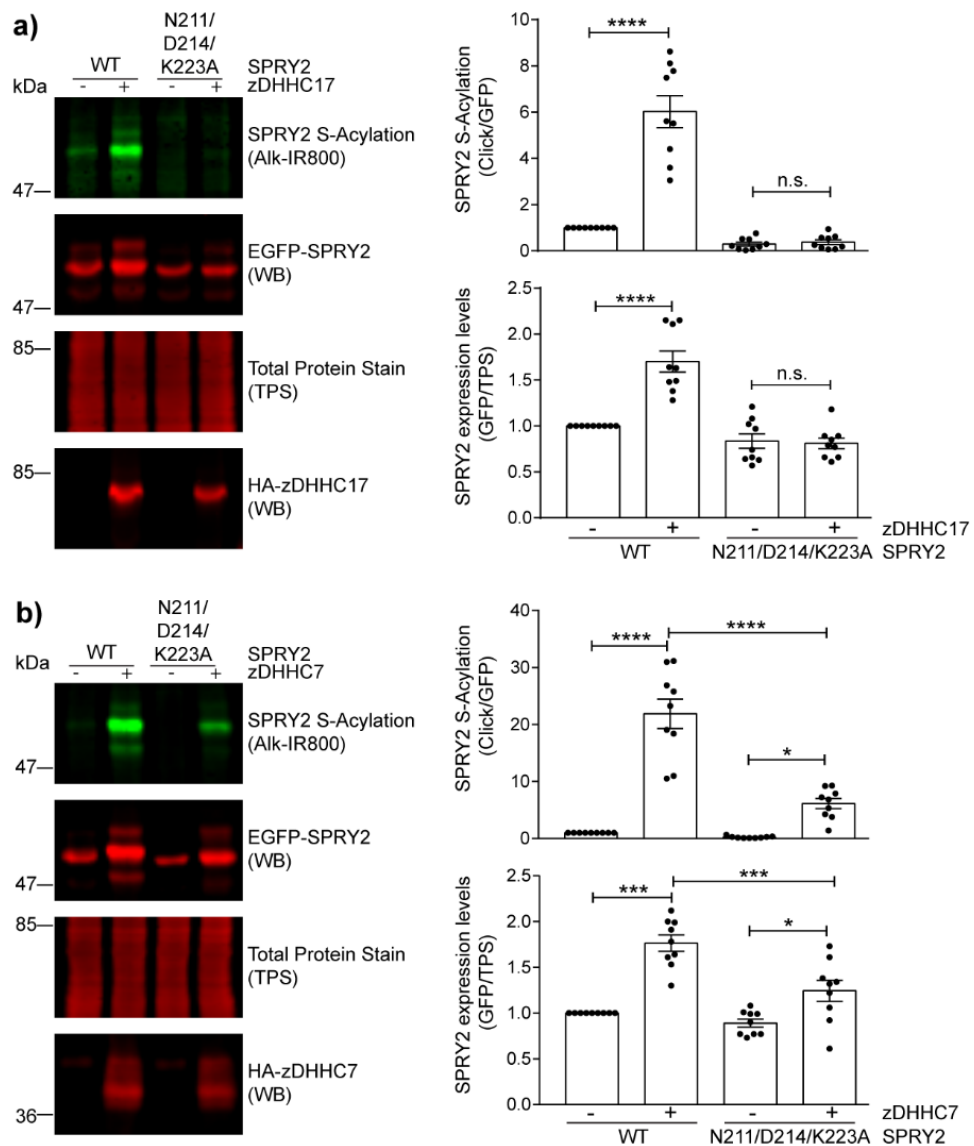 a)
N211/
D214/
WT K223A SPRY2
kDa - + - + zDHHC17
SPRY2 S-Acylation
(Alk-IR800)
47
EGFP-SPRY2
(WB)
47
85
Total Protein Stain
(TPS)
85
HA-zDHHC17
(WB)
SPRY2 S-Acylation
(Click/GFP)
10
8
6
4
2
0
****
n.s.
SPRY2 expression levels
(GFP/TPS)
2.5
2.0
1.5
1.0
0.5
0.0
****
n.s.
- + - + zDHHC17
WT N211/D214/K223A SPRY2
b)
N211/
D214/
WT K223A SPRY2
kDa - + - + zDHHC7
SPRY2 S-Acylation
(Alk-IR800)
47
EGFP-SPRY2
(WB)
47
85
Total Protein Stain
(TPS)
HA-zDHHC7
(WB)
36
SPRY2 S-Acylation
(Click/GFP)
40
30
20
10
0
****
****
*
SPRY2 expression levels
(GFP/TPS)
2.5
2.0
1.5
1.0
0.5
0.0
***
***
*
- + - + zDHHC7
WT N211/D214/K223A SPRY2